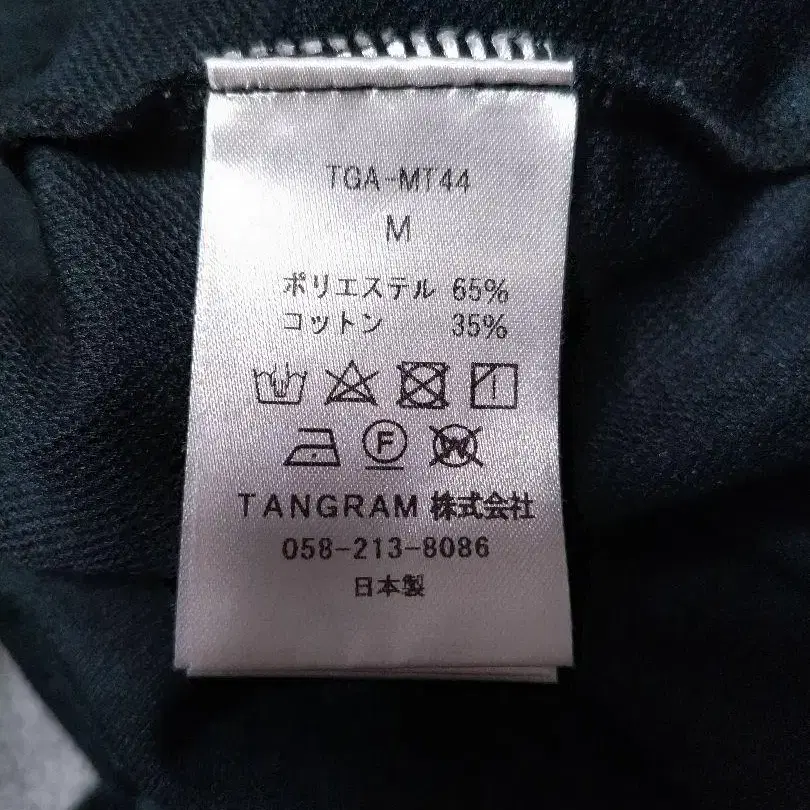 TGA-MT44
M
ポリエステル 65%
コットン 35%
F
W
TANGRAM 株式会社
058-213-8086
日本製